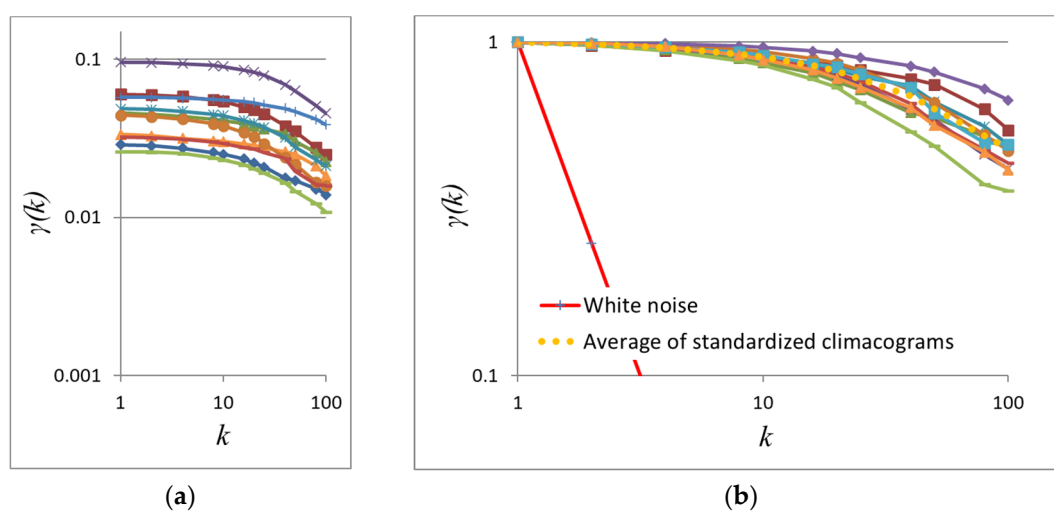 0.1
0.01
0.001
γ(k)
1 10 100
k
(a)
1
0.1
γ(k)
White noise
Average of standardized climacograms
1 10 100
k
(b)